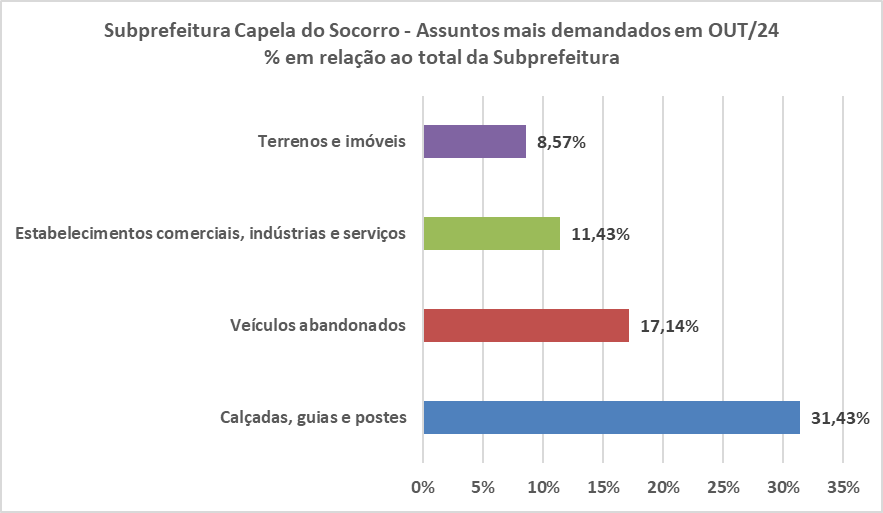 Subprefeitura Capela do Socorro - Assuntos mais demandados em OUT/24
% em relação ao total da Subprefeitura
Terrenos e imóveis
8,57%
Estabelecimentos comerciais, indústrias e serviços
11,43%
Veículos abandonados
17,14%
Calçadas, guias e postes
31,43%
0% 5% 10% 15% 20% 25% 30% 35%